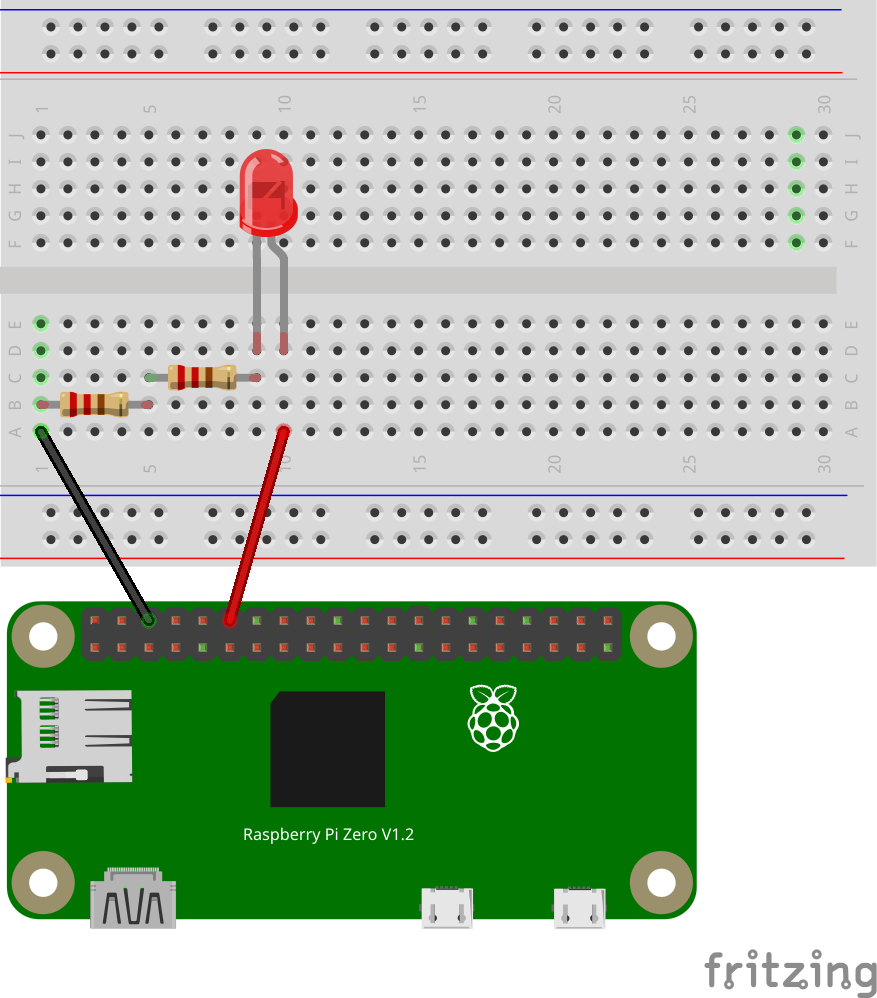 1 5 10 15 20 25 30
J J
I I
H H
G G
F F
E E
D D
C C
B B
A A
1 5 10 15 20 25 30
Raspberry Pi Zero V1.2
fritzing